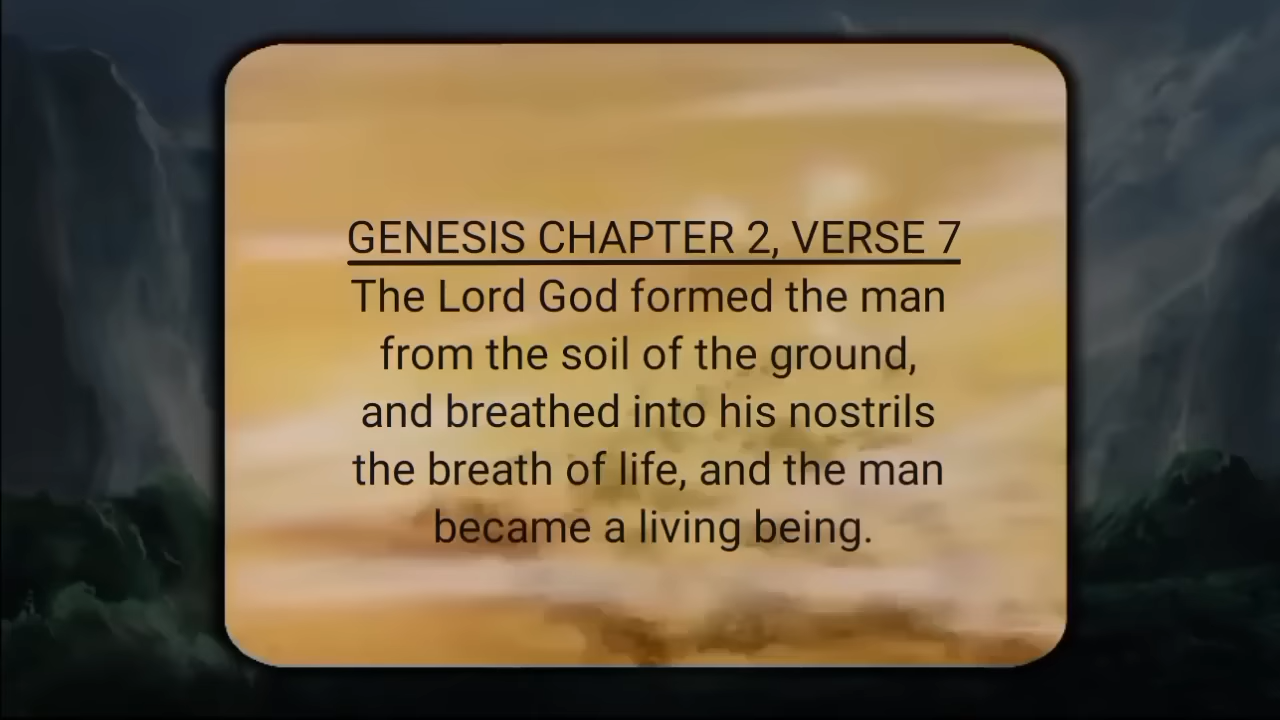 GENESIS CHAPTER 2, VERSE 7
The Lord God formed the man
from the soil of the ground,
and breathed into his nostrils
the breath of life, and the man
became a living being.